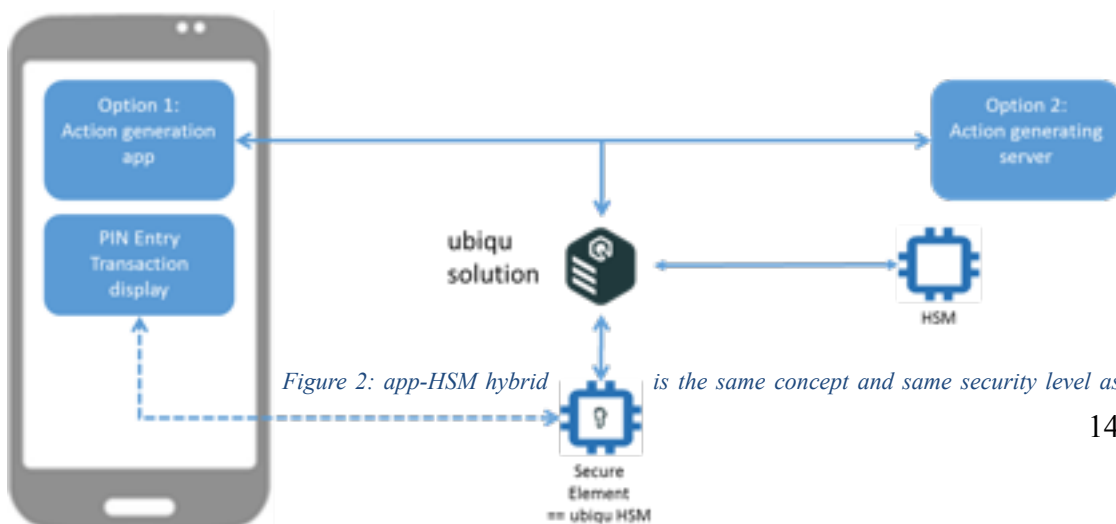 Option 1:
Action generation
app
Option 2:
Action generating
server
PIN Entry
Transaction
display
ubiqu
solution
HSM
Figure 2: app-HSM hybrid is the same concept and same security level as
14
Secure
Element
== ubiqu HSM